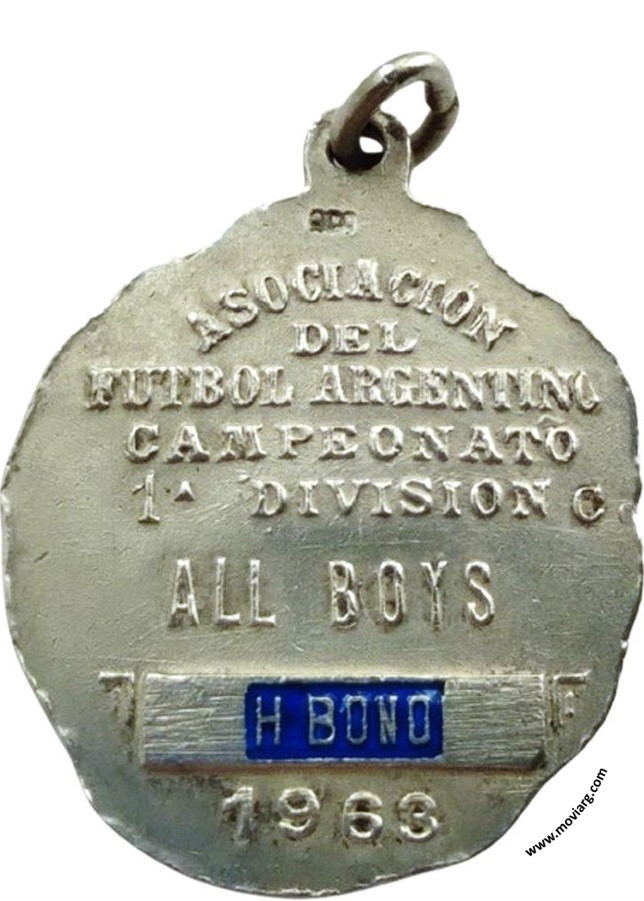 ASOCIACIÓN
DEL
FUTBOL ARGENTINO
CAMPEONATO
1ᴬ DIVISION C
ALL BOYS
H BONO
1963
www.moviarg.com